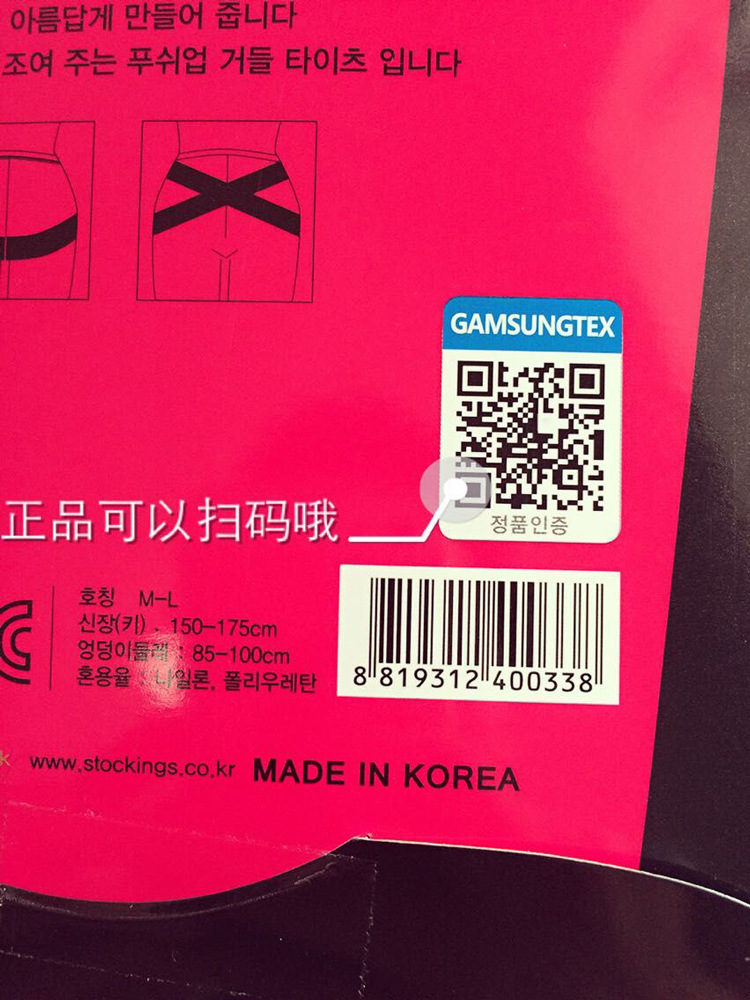 아름답게 만들어 줍니다
조여 주는 푸쉬업 거들 타이츠 입니다
GAMSUNGTEX
정품인증
正品可以扫码哦
호칭 M-L
신장(키) : 150-175cm
엉덩이둘레 : 85-100cm
혼용율 : 나일론, 폴리우레탄
8 819312 400338
k www.stockings.co.kr MADE IN KOREA